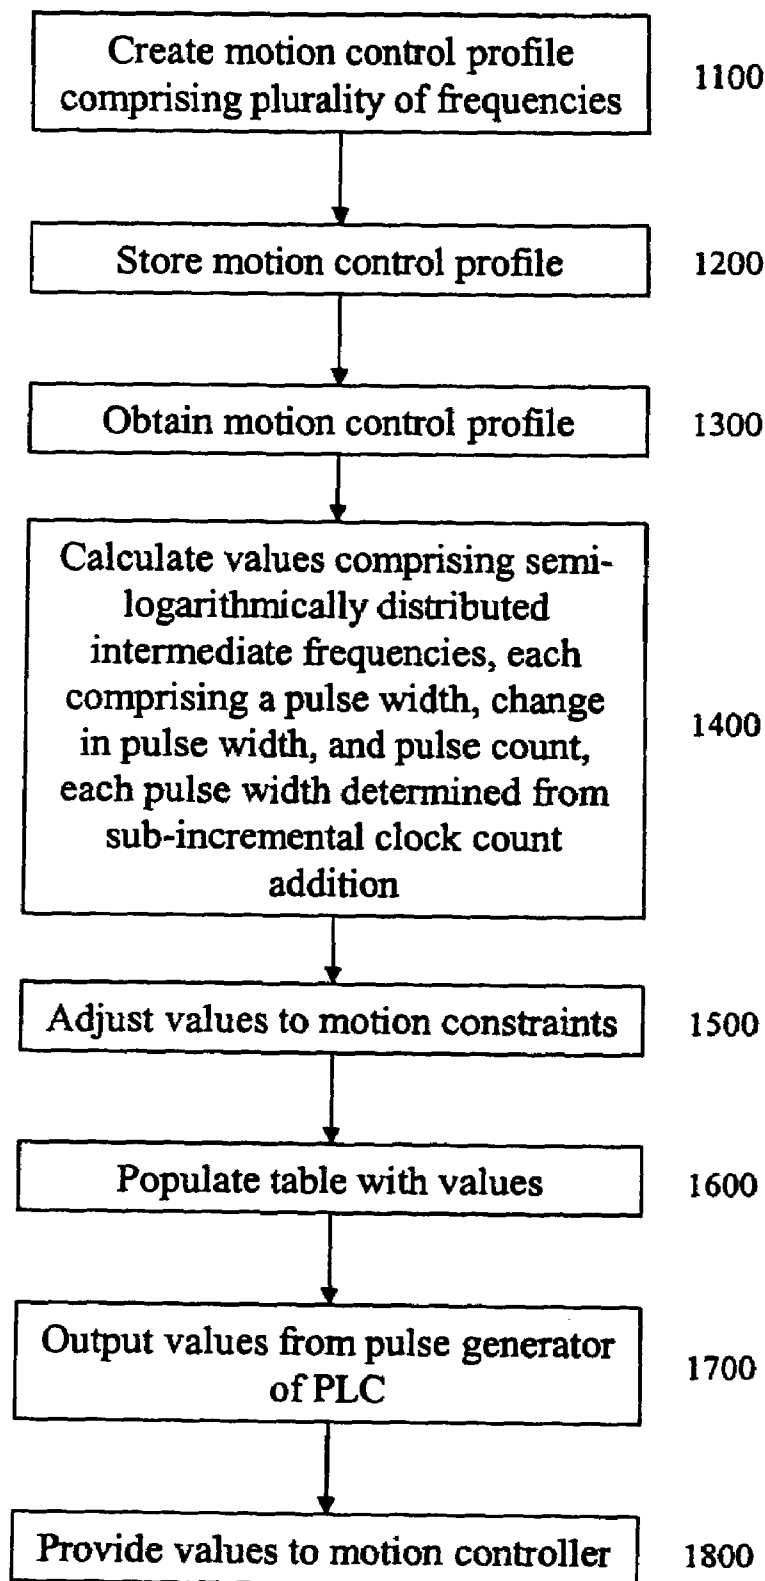 Create motion control profile
comprising plurality of frequencies
1100
Store motion control profile
1200
Obtain motion control profile
1300
Calculate values comprising semi-
logarithmically distributed
intermediate frequencies, each
comprising a pulse width, change
in pulse width, and pulse count,
each pulse width determined from
sub-incremental clock count
addition
1400
Adjust values to motion constraints
1500
Populate table with values
1600
Output values from pulse generator
of PLC
1700
Provide values to motion controller
1800